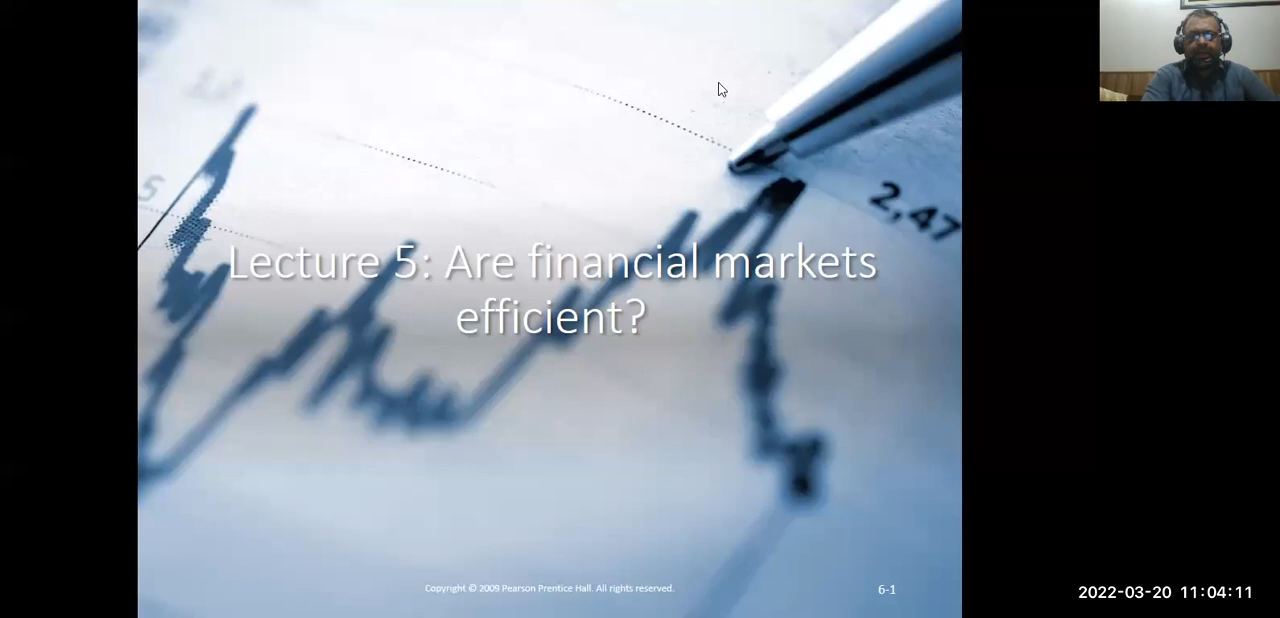 5
2,47
Lecture 5: Are financial markets
efficient?
Copyright © 2009 Pearson Prentice Hall. All rights reserved.
6-1
2022-03-20 11:04:11